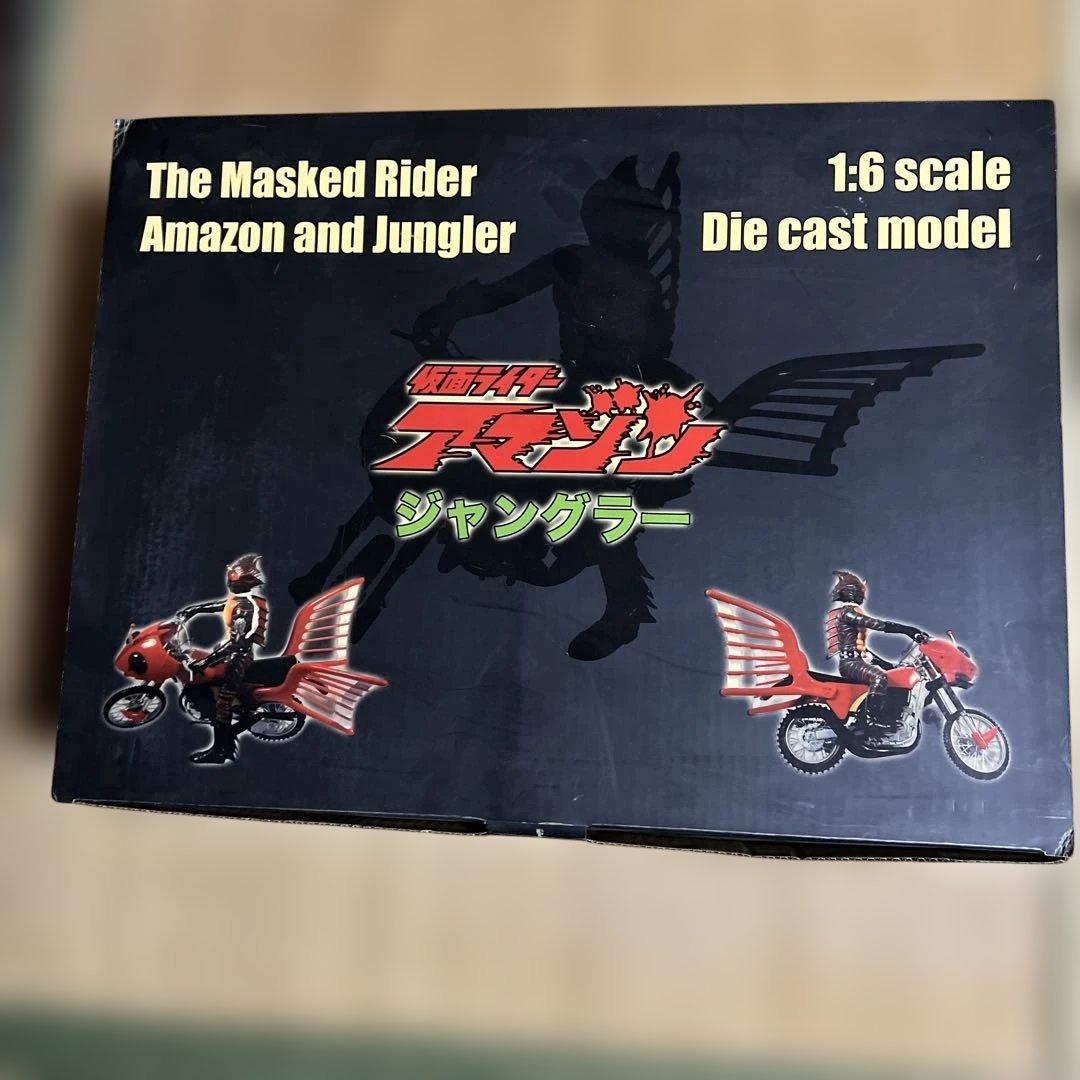 The Masked Rider
Amazon and Jungler
1:6 scale
Die cast model
仮面ライダー
アマゾン
ジャングラー